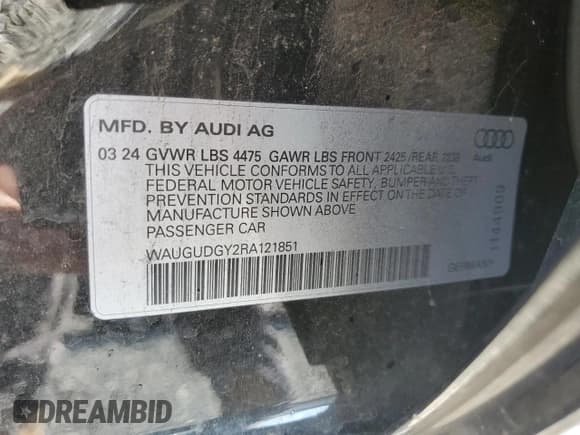 MFD. BY AUDI AG
03 24 GVWR LBS 4475 GAWR LBS FRONT 2425 /REAR
THIS VEHICLE CONFORMS TO ALL APPLICABLE U.S.
FEDERAL MOTOR VEHICLE SAFETY, BUMPER AND THEFT
PREVENTION STANDARDS IN EFFECT ON THE DATE OF
MANUFACTURE SHOWN ABOVE
PASSENGER CAR
WAUGUDGY2RA121851
Audi
GERMANY
DREAMBID